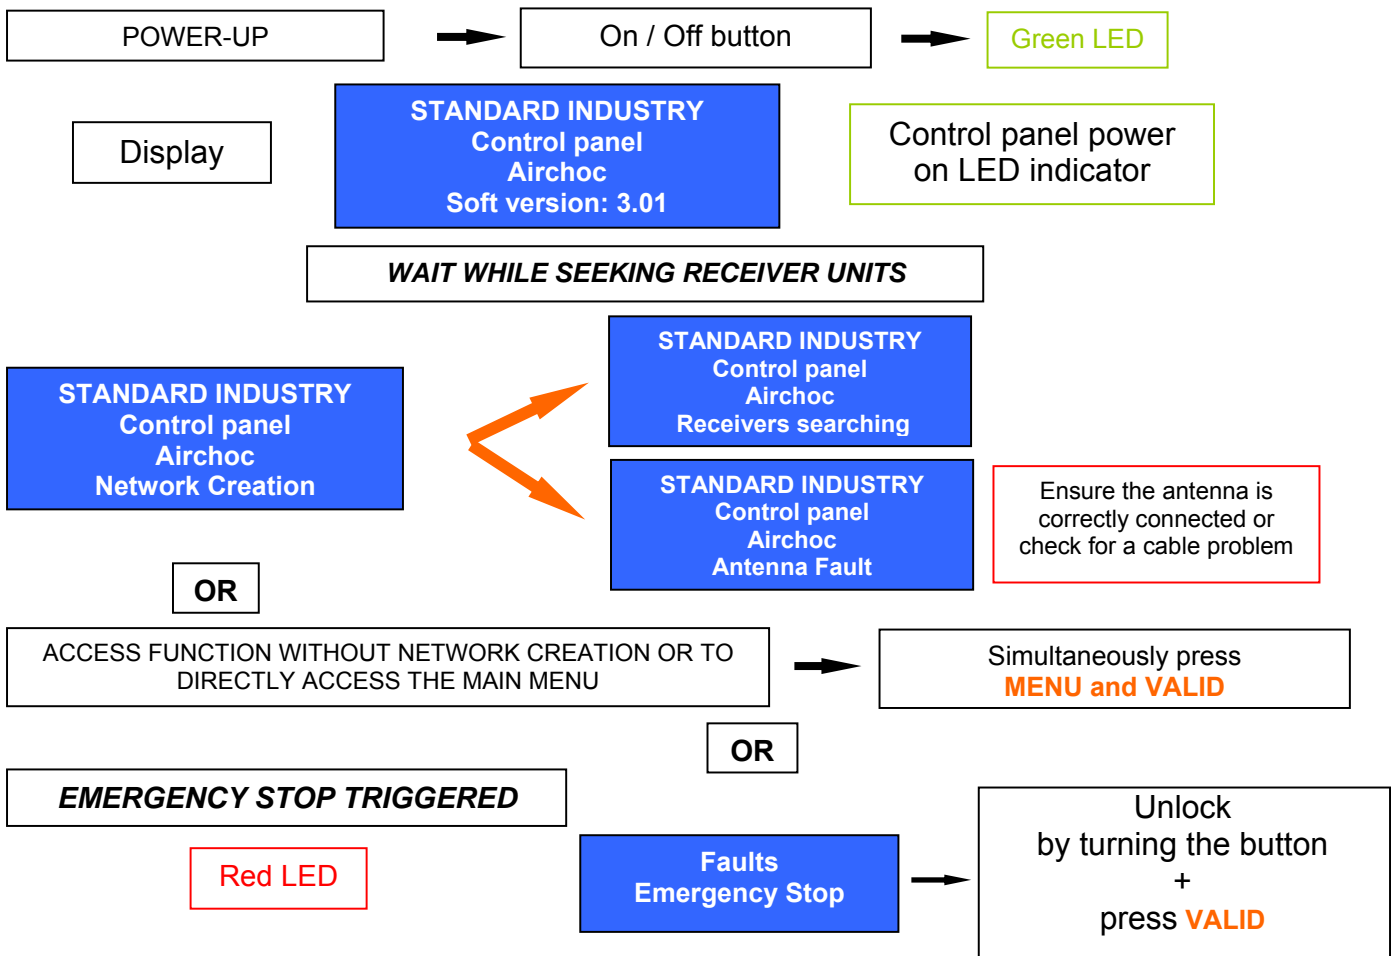 POWER-UP
On / Off button
Green LED
Display
STANDARD INDUSTRY
Control panel
Airchoc
Soft version: 3.01
Control panel power
on LED indicator
WAIT WHILE SEEKING RECEIVER UNITS
STANDARD INDUSTRY
Control panel
Airchoc
Network Creation
STANDARD INDUSTRY
Control panel
Airchoc
Receivers searching
STANDARD INDUSTRY
Control panel
Airchoc
Antenna Fault
Ensure the antenna is
correctly connected or
check for a cable problem
OR
ACCESS FUNCTION WITHOUT NETWORK CREATION OR TO
DIRECTLY ACCESS THE MAIN MENU
Simultaneously press
MENU and VALID
OR
EMERGENCY STOP TRIGGERED
Red LED
Faults
Emergency Stop
Unlock
by turning the button
+
press VALID